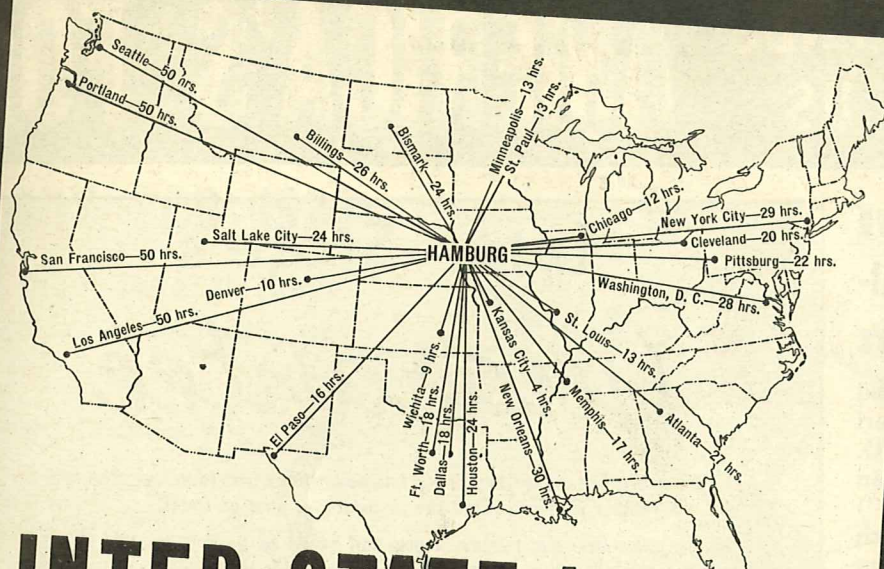 Seattle—50 hrs.
Portland—50 hrs.
Billings—26 hrs.
Bismark—24 hrs.
Minneapolis—13 hrs.
St. Paul—13 hrs.
Chicago—12 hrs.
New York City—29 hrs.
Cleveland—20 hrs.
Pittsburg—22 hrs.
Washington, D. C.—28 hrs.
Salt Lake City—24 hrs.
HAMBURG
San Francisco—50 hrs.
Denver—10 hrs.
Los Angeles—50 hrs.
El Paso—16 hrs.
Wichita—9 hrs.
Ft. Worth—18 hrs.
Dallas—18 hrs.
Houston—24 hrs.
New Orleans—30 hrs.
Kansas City—4 hrs.
St. Louis—13 hrs.
Memphis—17 hrs.
Atlanta—27 hrs.
INTER STATE